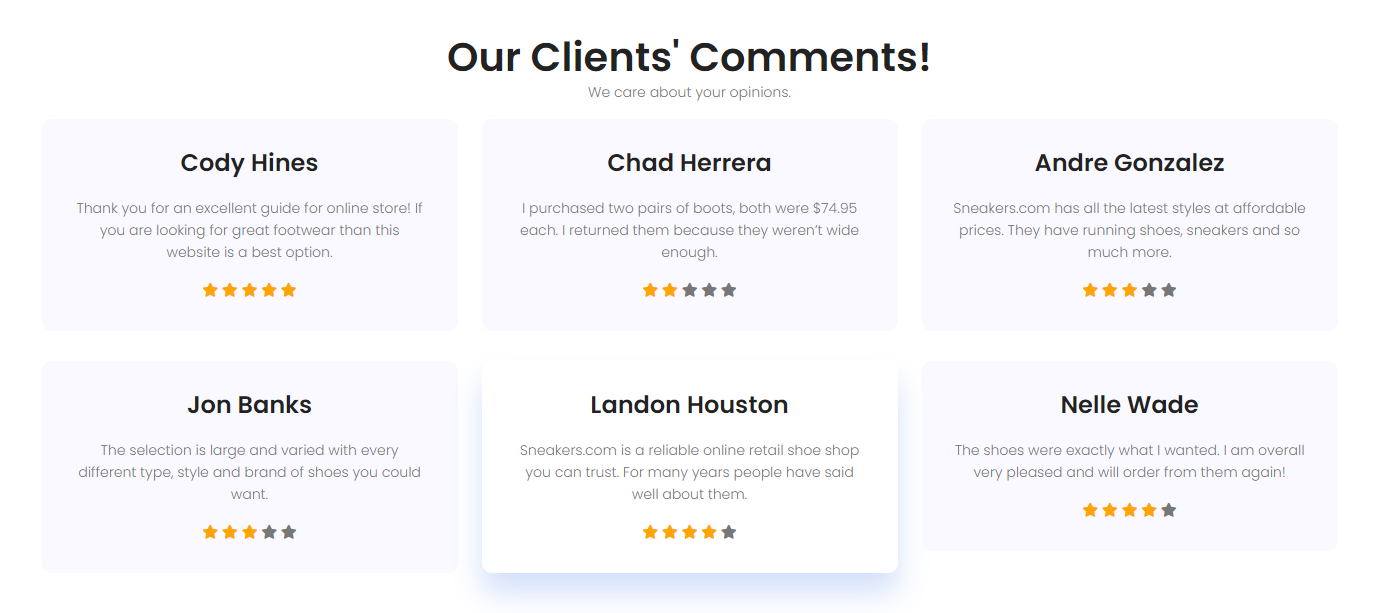 Our Clients' Comments!
We care about your opinions.
Cody Hines
Thank you for an excellent guide for online store! If
you are looking for great footwear than this
website is a best option.
Chad Herrera
I purchased two pairs of boots, both were $74.95
each. I returned them because they weren’t wide
enough.
Andre Gonzalez
Sneakers.com has all the latest styles at affordable
prices. They have running shoes, sneakers and so
much more.
Jon Banks
The selection is large and varied with every
different type, style and brand of shoes you could
want.
Landon Houston
Sneakers.com is a reliable online retail shoe shop
you can trust. For many years people have said
well about them.
Nelle Wade
The shoes were exactly what I wanted. I am overall
very pleased and will order from them again!